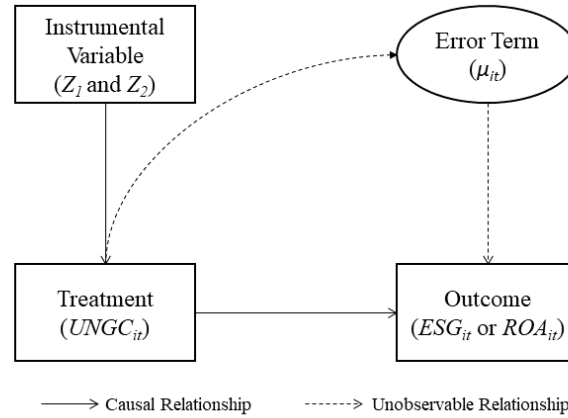 Instrumental
Variable
(Z1 and Z2)
Error Term
(μit)
Treatment
(UNGCit)
Outcome
(ESGit or ROAit)
Causal Relationship
Unobservable Relationship